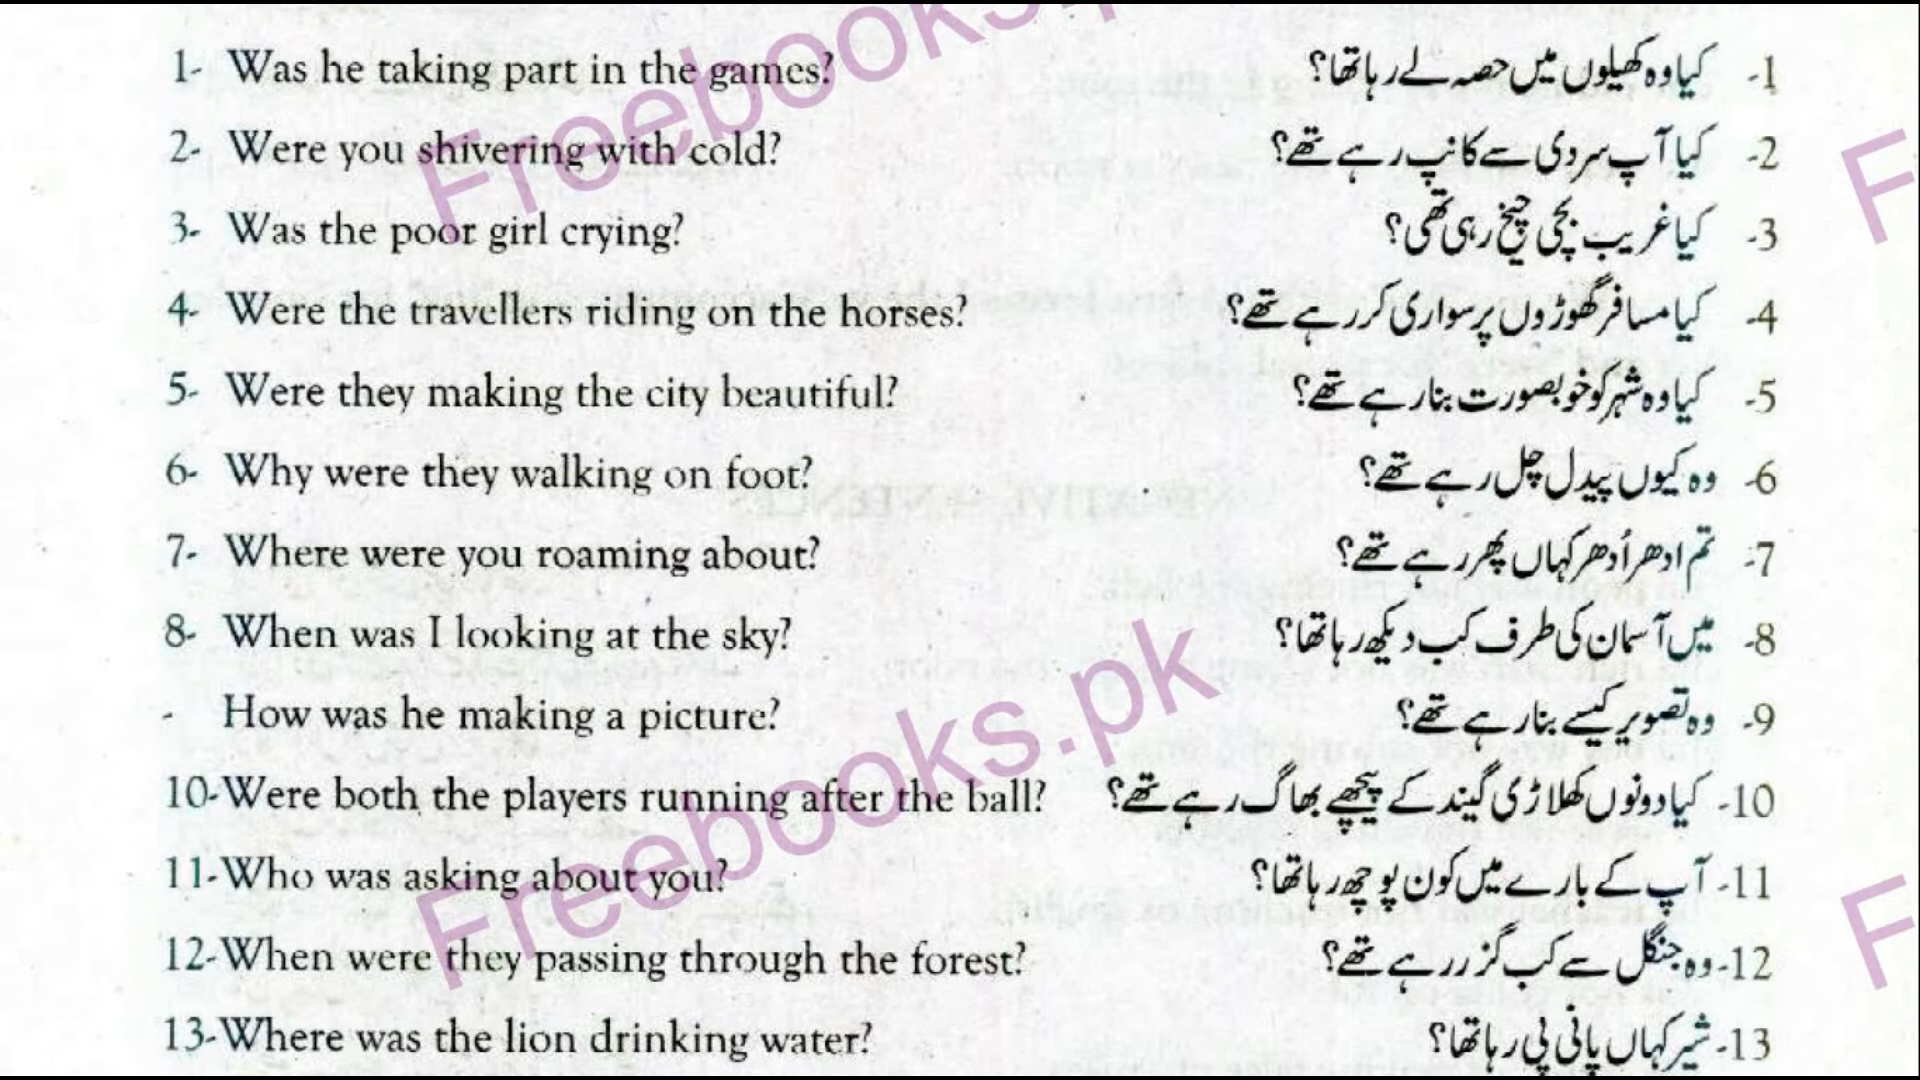 1- Was he taking part in the games? کیا وہ کھیلوں میں حصہ لے رہا تھا؟ -1
2- Were you shivering with cold? کیا آپ سردی سے کانپ رہے تھے؟ -2
3- Was the poor girl crying? کیا غریب بچی چیخ رہی تھی؟ -3
4- Were the travellers riding on the horses? کیا مسافر گھوڑوں پر سواری کر رہے تھے؟ -4
5- Were they making the city beautiful? کیا وہ شہر کو خوبصورت بنا رہے تھے؟ -5
6- Why were they walking on foot? وہ کیوں پیدل چل رہے تھے؟ -6
7- Where were you roaming about? تم ادھر اُدھر کہاں پھر رہے تھے؟ -7
8- When was I looking at the sky? میں آسمان کی طرف کب دیکھ رہا تھا؟ -8
- How was he making a picture? وہ تصویر کیسے بنا رہے تھے؟ -9
10-Were both the players running after the ball? کیا دونوں کھلاڑی گیند کے پیچھے بھاگ رہے تھے؟ -10
11-Who was asking about you? آپ کے بارے میں کون پوچھ رہا تھا؟ -11
12-When were they passing through the forest? وہ جنگل سے کب گزر رہے تھے؟ -12
13-Where was the lion drinking water? شیر کہاں پانی پی رہا تھا؟ -13
Freebooks.pk
Freebooks.pk
F
F